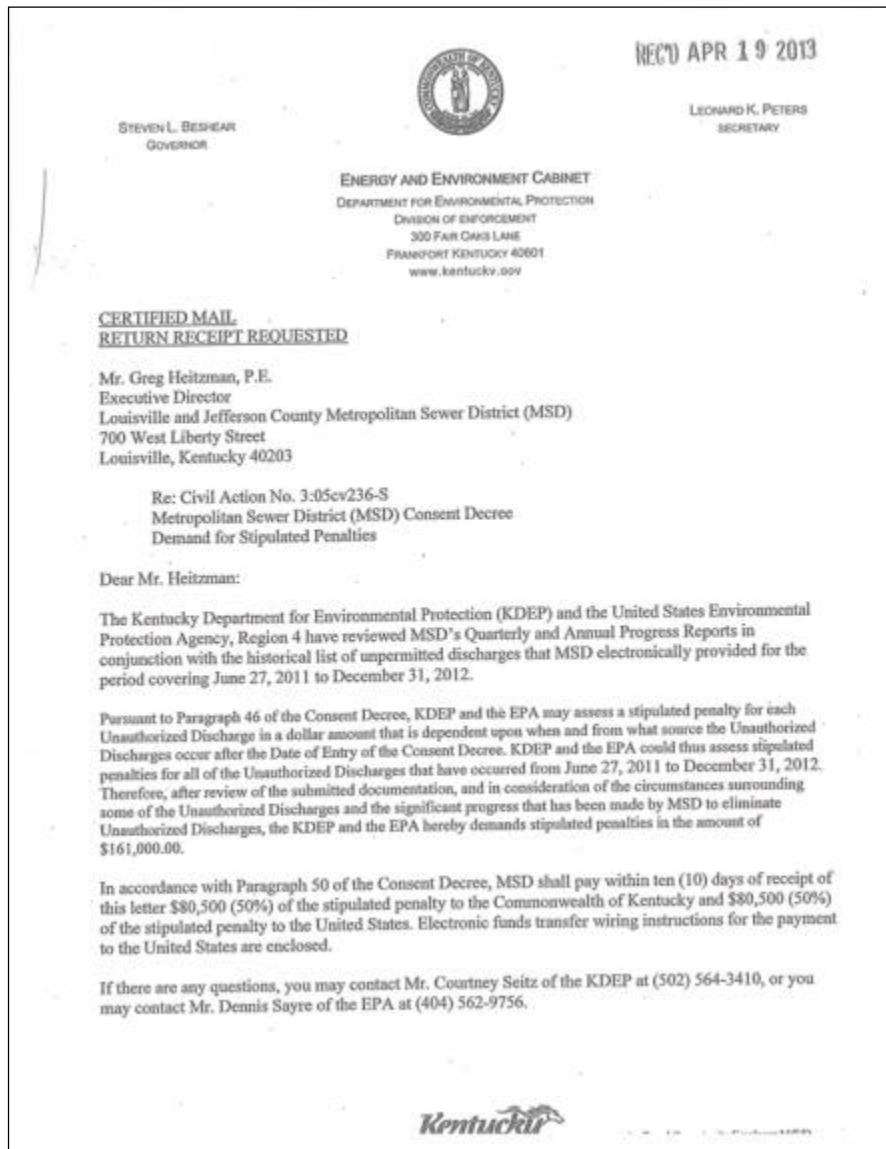 REC'D APR 19 2013
COMMONWEALTH OF KENTUCKY
STEVEN L. BESHEAR
GOVERNOR
LEONARD K. PETERS
SECRETARY
ENERGY AND ENVIRONMENT CABINET
DEPARTMENT FOR ENVIRONMENTAL PROTECTION
DIVISION OF ENFORCEMENT
300 FAIR OAKS LANE
FRANKFORT KENTUCKY 40601
www.kentucky.gov
CERTIFIED MAIL
RETURN RECEIPT REQUESTED
Mr. Greg Heitzman, P.E.
Executive Director
Louisville and Jefferson County Metropolitan Sewer District (MSD)
700 West Liberty Street
Louisville, Kentucky 40203
Re: Civil Action No. 3:05cv236-S
Metropolitan Sewer District (MSD) Consent Decree
Demand for Stipulated Penalties
Dear Mr. Heitzman:
The Kentucky Department for Environmental Protection (KDEP) and the United States Environmental
Protection Agency, Region 4 have reviewed MSD's Quarterly and Annual Progress Reports in
conjunction with the historical list of unpermitted discharges that MSD electronically provided for the
period covering June 27, 2011 to December 31, 2012.
Pursuant to Paragraph 46 of the Consent Decree, KDEP and the EPA may assess a stipulated penalty for each
Unauthorized Discharge in a dollar amount that is dependent upon when and from what source the Unauthorized
Discharges occur after the Date of Entry of the Consent Decree. KDEP and the EPA could thus assess stipulated
penalties for all of the Unauthorized Discharges that have occurred from June 27, 2011 to December 31, 2012.
Therefore, after review of the submitted documentation, and in consideration of the circumstances surrounding
some of the Unauthorized Discharges and the significant progress that has been made by MSD to eliminate
Unauthorized Discharges, the KDEP and the EPA hereby demands stipulated penalties in the amount of
$161,000.00.
In accordance with Paragraph 50 of the Consent Decree, MSD shall pay within ten (10) days of receipt of
this letter $80,500 (50%) of the stipulated penalty to the Commonwealth of Kentucky and $80,500 (50%)
of the stipulated penalty to the United States. Electronic funds transfer wiring instructions for the payment
to the United States are enclosed.
If there are any questions, you may contact Mr. Courtney Seitz of the KDEP at (502) 564-3410, or you
may contact Mr. Dennis Sayre of the EPA at (404) 562-9756.
Kentucky